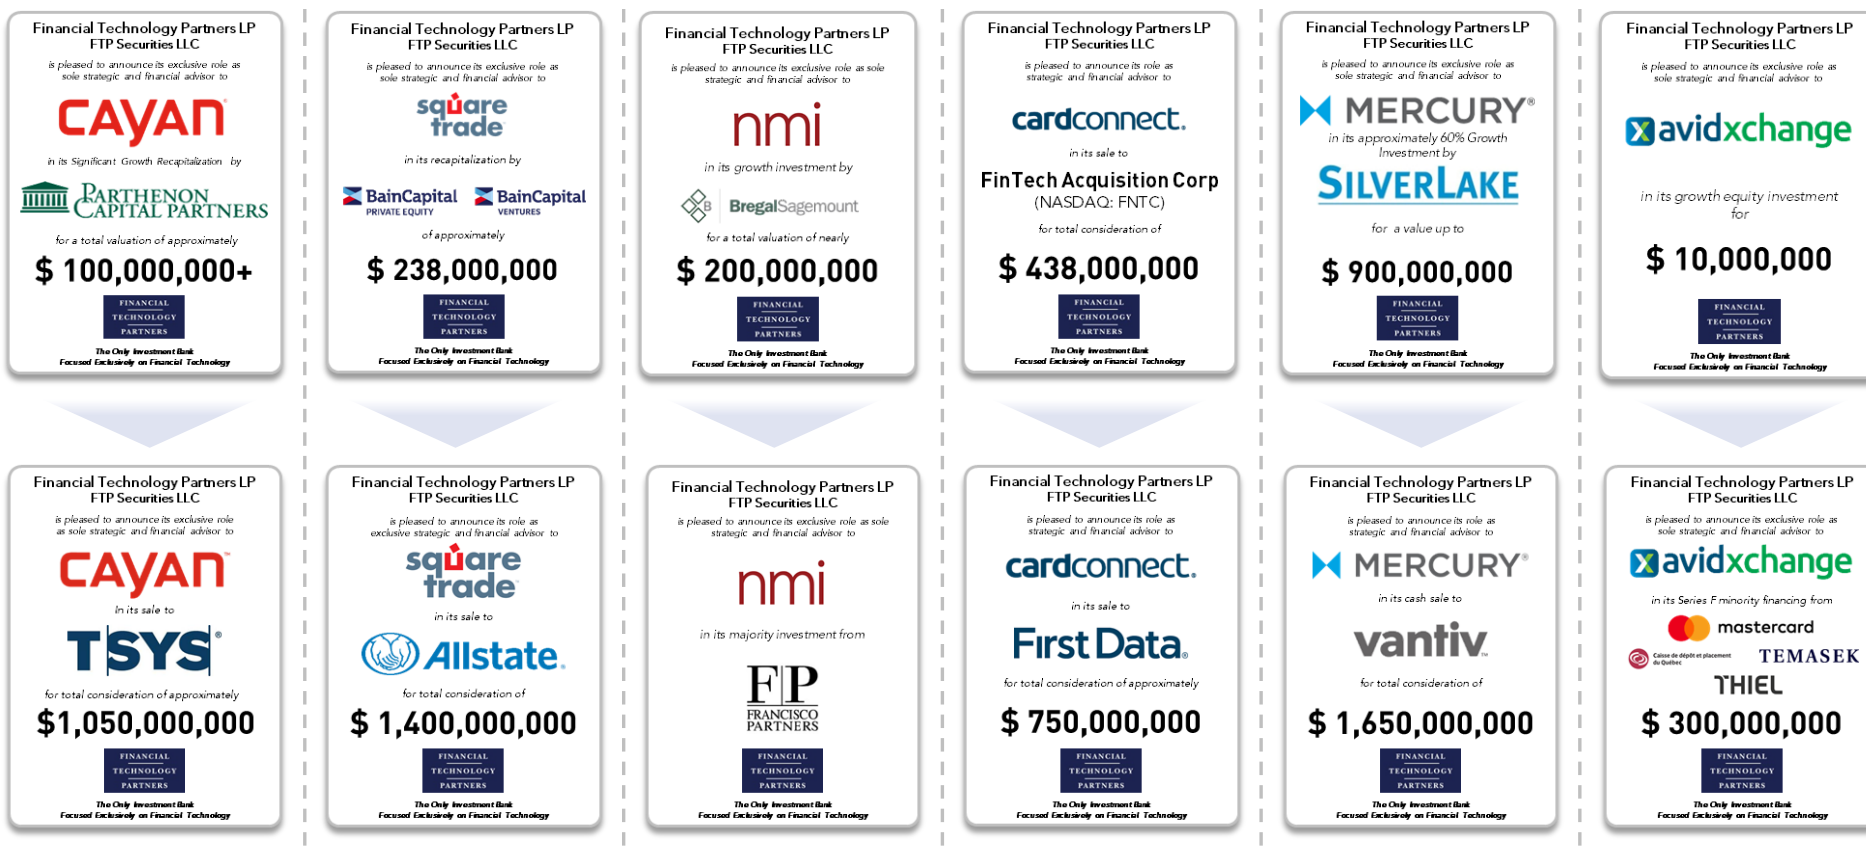 Financial Technology Partners LP
FTP Securities LLC
is pleased to announce its exclusive role as
sole strategic and financial advisor to
CAYAN
in its Significant Growth Recapitalization by
PARTHENON
CAPITAL PARTNERS
for a total valuation of approximately
$ 100,000,000+
FINANCIAL
TECHNOLOGY
PARTNERS
The Only Investment Bank
Focused Exclusively on Financial Technology
Financial Technology Partners LP
FTP Securities LLC
is pleased to announce its exclusive role as
sole strategic and financial advisor to
square
trade
in its recapitalization by
BainCapital
PRIVATE EQUITY
BainCapital
VENTURES
of approximately
$ 238,000,000
FINANCIAL
TECHNOLOGY
PARTNERS
The Only Investment Bank
Focused Exclusively on Financial Technology
Financial Technology Partners LP
FTP Securities LLC
is pleased to announce its exclusive role as sole
strategic and financial advisor to
nmi
in its growth investment by
B
BregalSagemount
for a total valuation of nearly
$ 200,000,000
FINANCIAL
TECHNOLOGY
PARTNERS
The Only Investment Bank
Focused Exclusively on Financial Technology
Financial Technology Partners LP
FTP Securities LLC
is pleased to announce its role as
strategic and financial advisor to
cardconnect.
in its sale to
FinTech Acquisition Corp
(NASDAQ: FNTC)
for total consideration of
$ 438,000,000
FINANCIAL
TECHNOLOGY
PARTNERS
The Only Investment Bank
Focused Exclusively on Financial Technology
Financial Technology Partners LP
FTP Securities LLC
is pleased to announce its exclusive role as
sole strategic and financial advisor to
MERCURY®
in its approximately 60% Growth
Investment by
SILVERLAKE
for a value up to
$ 900,000,000
FINANCIAL
TECHNOLOGY
PARTNERS
The Only Investment Bank
Focused Exclusively on Financial Technology
Financial Technology Partners LP
FTP Securities LLC
is pleased to announce its exclusive role as
sole strategic and financial advisor to
avidxchange
in its growth equity investment
for
$ 10,000,000
FINANCIAL
TECHNOLOGY
PARTNERS
The Only Investment Bank
Focused Exclusively on Financial Technology
Financial Technology Partners LP
FTP Securities LLC
is pleased to announce its exclusive role
as sole strategic and financial advisor to
CAYAN™
In its sale to
TSYS®
for total consideration of approximately
$1,050,000,000
FINANCIAL
TECHNOLOGY
PARTNERS
The Only Investment Bank
Focused Exclusively on Financial Technology
Financial Technology Partners LP
FTP Securities LLC
is pleased to announce its role as
exclusive strategic and financial advisor to
square
trade
in its sale to
Allstate.
for total consideration of
$ 1,400,000,000
FINANCIAL
TECHNOLOGY
PARTNERS
The Only Investment Bank
Focused Exclusively on Financial Technology
Financial Technology Partners LP
FTP Securities LLC
is pleased to announce its exclusive role as sole
strategic and financial advisor to
nmi
in its majority investment from
F|P
FRANCISCO
PARTNERS
FINANCIAL
TECHNOLOGY
PARTNERS
The Only Investment Bank
Focused Exclusively on Financial Technology
Financial Technology Partners LP
FTP Securities LLC
is pleased to announce its role as
strategic and financial advisor to
cardconnect.
in its sale to
First Data.
for total consideration of approximately
$ 750,000,000
FINANCIAL
TECHNOLOGY
PARTNERS
The Only Investment Bank
Focused Exclusively on Financial Technology
Financial Technology Partners LP
FTP Securities LLC
is pleased to announce its role as
strategic and financial advisor to
MERCURY®
in its cash sale to
vantiv™
for total consideration of
$ 1,650,000,000
FINANCIAL
TECHNOLOGY
PARTNERS
The Only Investment Bank
Focused Exclusively on Financial Technology
Financial Technology Partners LP
FTP Securities LLC
is pleased to announce its exclusive role as
sole strategic and financial advisor to
avidxchange
in its Series F minority financing from
mastercard
Caisse de dépôt et placement
du Québec
TEMASEK
THIEL
$ 300,000,000
FINANCIAL
TECHNOLOGY
PARTNERS
The Only Investment Bank
Focused Exclusively on Financial Technology